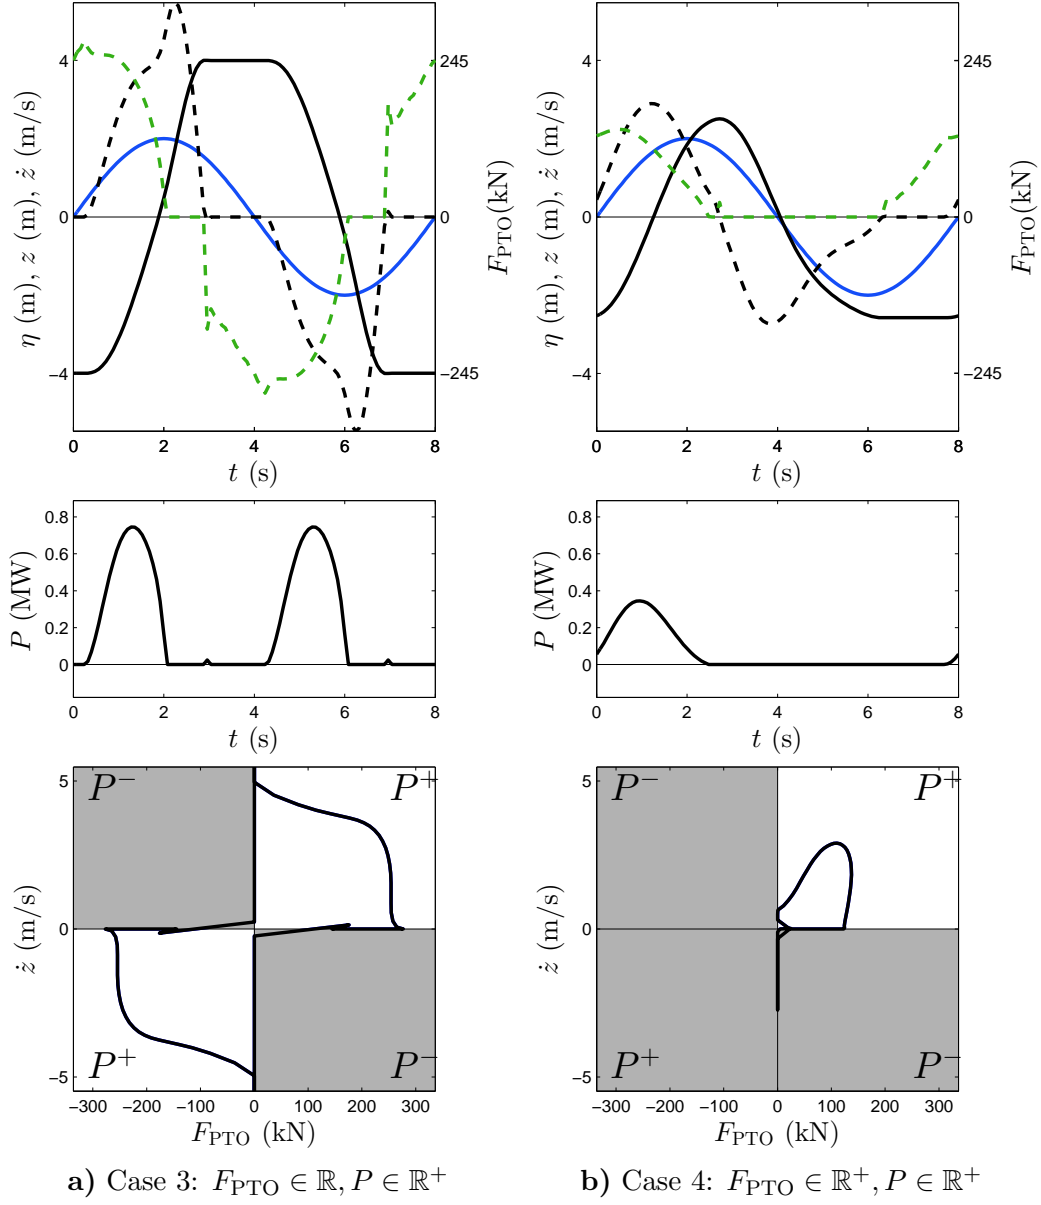 4
0
−4
245
0
−245
η (m), z (m), ż (m/s)
F_PTO(kN)
0 2 4 6 8
t (s)
4
0
−4
245
0
−245
η (m), z (m), ż (m/s)
F_PTO(kN)
0 2 4 6 8
t (s)
0.8
0.6
0.4
0.2
0
P (MW)
0 2 4 6 8
t (s)
0.8
0.6
0.4
0.2
0
P (MW)
0 2 4 6 8
t (s)
5
0
−5
ż (m/s)
P⁻ P⁺
P⁺ P⁻
−300 −200 −100 0 100 200 300
F_PTO (kN)
5
0
−5
ż (m/s)
P⁻ P⁺
P⁺ P⁻
−300 −200 −100 0 100 200 300
F_PTO (kN)
a) Case 3: F_PTO ∈ ℝ, P ∈ ℝ⁺
b) Case 4: F_PTO ∈ ℝ⁺, P ∈ ℝ⁺